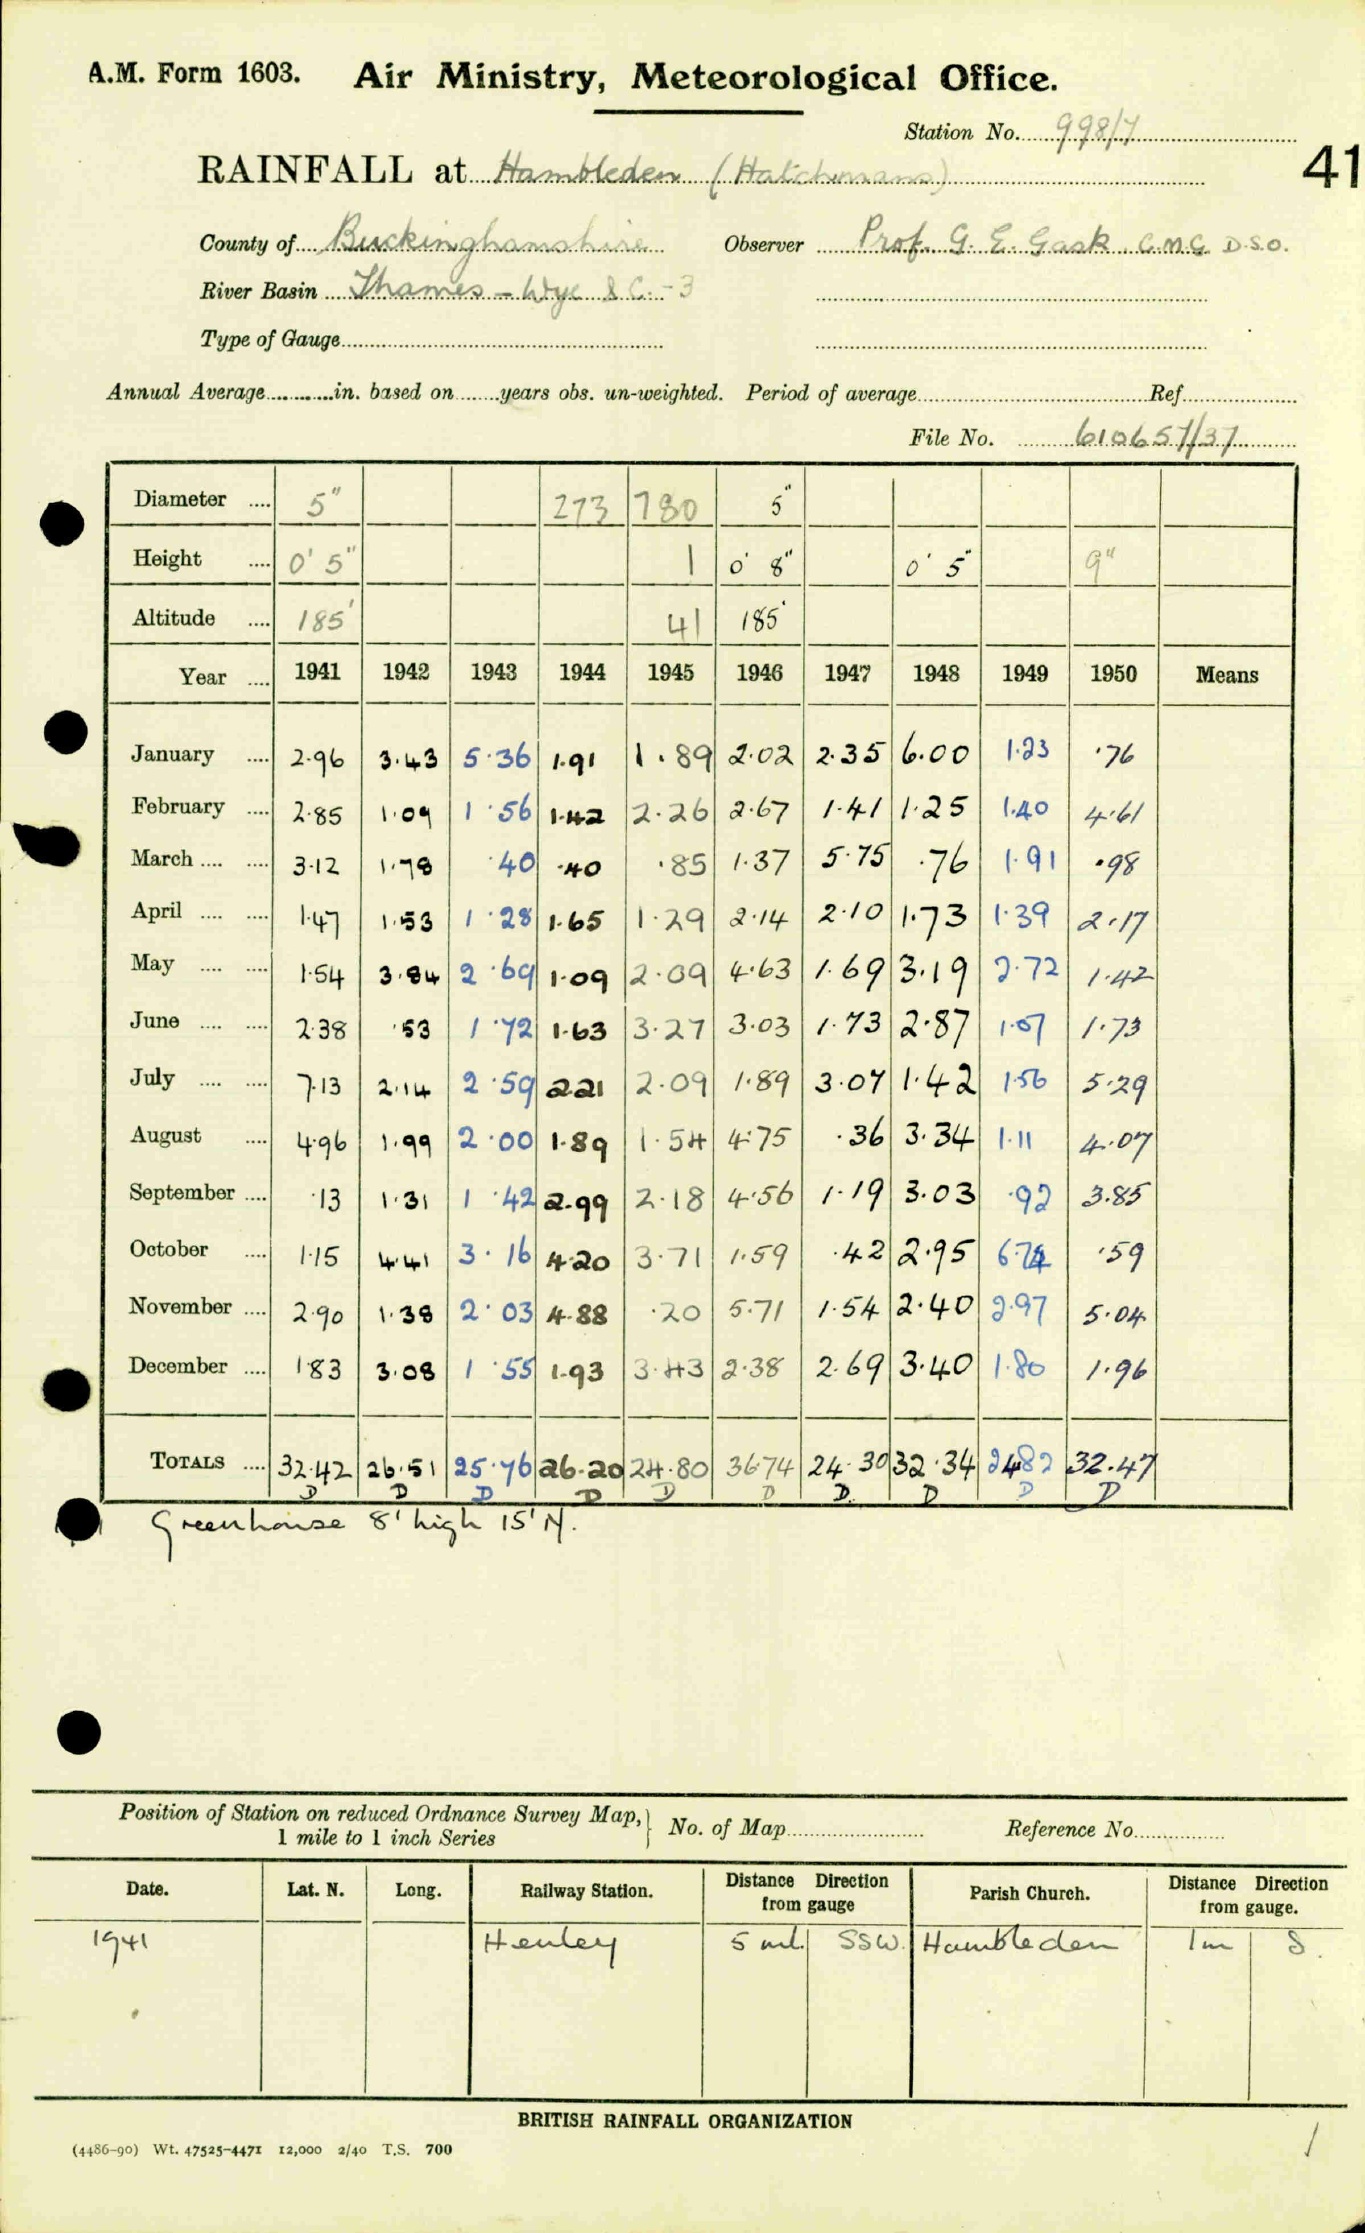 A.M. Form 1603. Air Ministry, Meteorological Office.
Station No. 998/7
41
RAINFALL at Hambleden (Hatchmans)
County of Buckinghamshire Observer Prof. G. E. Gask C.M.G. D.S.O.
River Basin Thames - Wye & C. - 3
Type of Gauge
Annual Average in. based on years obs. un-weighted. Period of average Ref
File No. 610657/37
Diameter 5" 273 780 5"
Height 0' 5" 1 0' 8" 0' 5" 9"
Altitude 185' 41 185'
Year 1941 1942 1943 1944 1945 1946 1947 1948 1949 1950 Means
January 2.96 3.43 5.36 1.91 1.89 2.02 2.35 6.00 1.23 .76
February 2.85 1.09 1.56 1.42 2.26 2.67 1.41 1.25 1.40 4.61
March 3.12 1.78 .40 .40 .85 1.37 5.75 .76 1.91 .98
April 1.47 1.53 1.28 1.65 1.29 2.14 2.10 1.73 1.39 2.17
May 1.54 3.84 2.69 1.09 2.09 4.63 1.69 3.19 2.72 1.42
June 2.38 .53 1.72 1.63 3.27 3.03 1.73 2.87 1.07 1.73
July 7.13 2.14 2.59 2.21 2.09 1.89 3.07 1.42 1.56 5.29
August 4.96 1.99 2.00 1.89 1.54 4.75 .36 3.34 1.11 4.07
September .13 1.31 1.42 2.99 2.18 4.56 1.19 3.03 .92 3.85
October 1.15 4.41 3.16 4.20 3.71 1.59 .42 2.95 6.74 .59
November 2.90 1.38 2.03 4.88 .20 5.71 1.54 2.40 2.97 5.04
December 1.83 3.08 1.55 1.93 3.43 2.38 2.69 3.40 1.80 1.96
TOTALS 32.42 26.51 25.76 26.20 24.80 36.74 24.30 32.34 24.82 32.47
D D D D D D D D D D
Greenhouse 8' high 15' N.
Position of Station on reduced Ordnance Survey Map, 1 mile to 1 inch Series } No. of Map Reference No.
Date. Lat. N. Long. Railway Station. Distance Direction from gauge Parish Church. Distance Direction from gauge.
1941 Henley 5 ml. SSW. Hambleden 1m S.
BRITISH RAINFALL ORGANIZATION
(4486-90) Wt. 47525-4471 12,000 2/40 T.S. 700
1